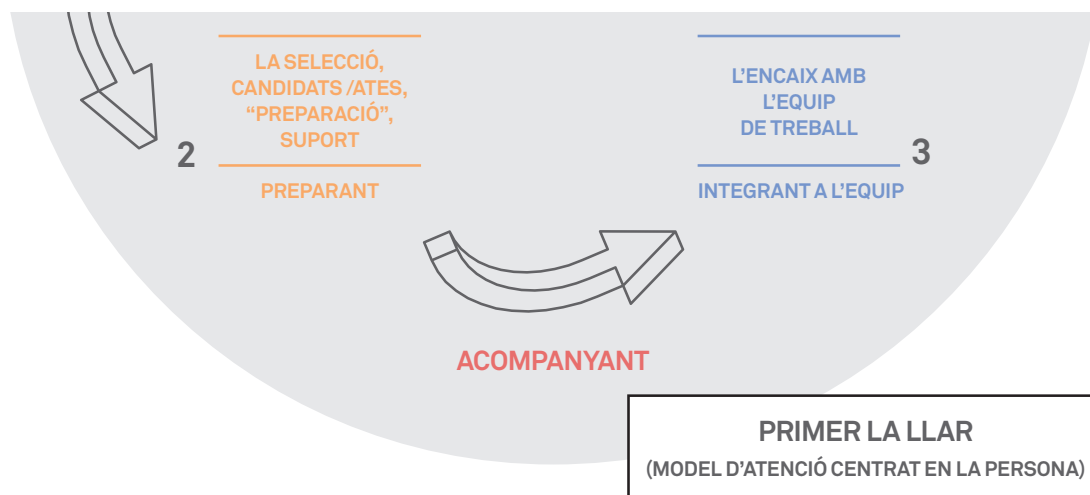 LA SELECCIÓ,
CANDIDATS /ATES,
“PREPARACIÓ”,
SUPORT
2
PREPARANT
L’ENCAIX AMB
L’EQUIP
DE TREBALL
3
INTEGRANT A L’EQUIP
ACOMPANYANT
PRIMER LA LLAR
(MODEL D’ATENCIÓ CENTRAT EN LA PERSONA)